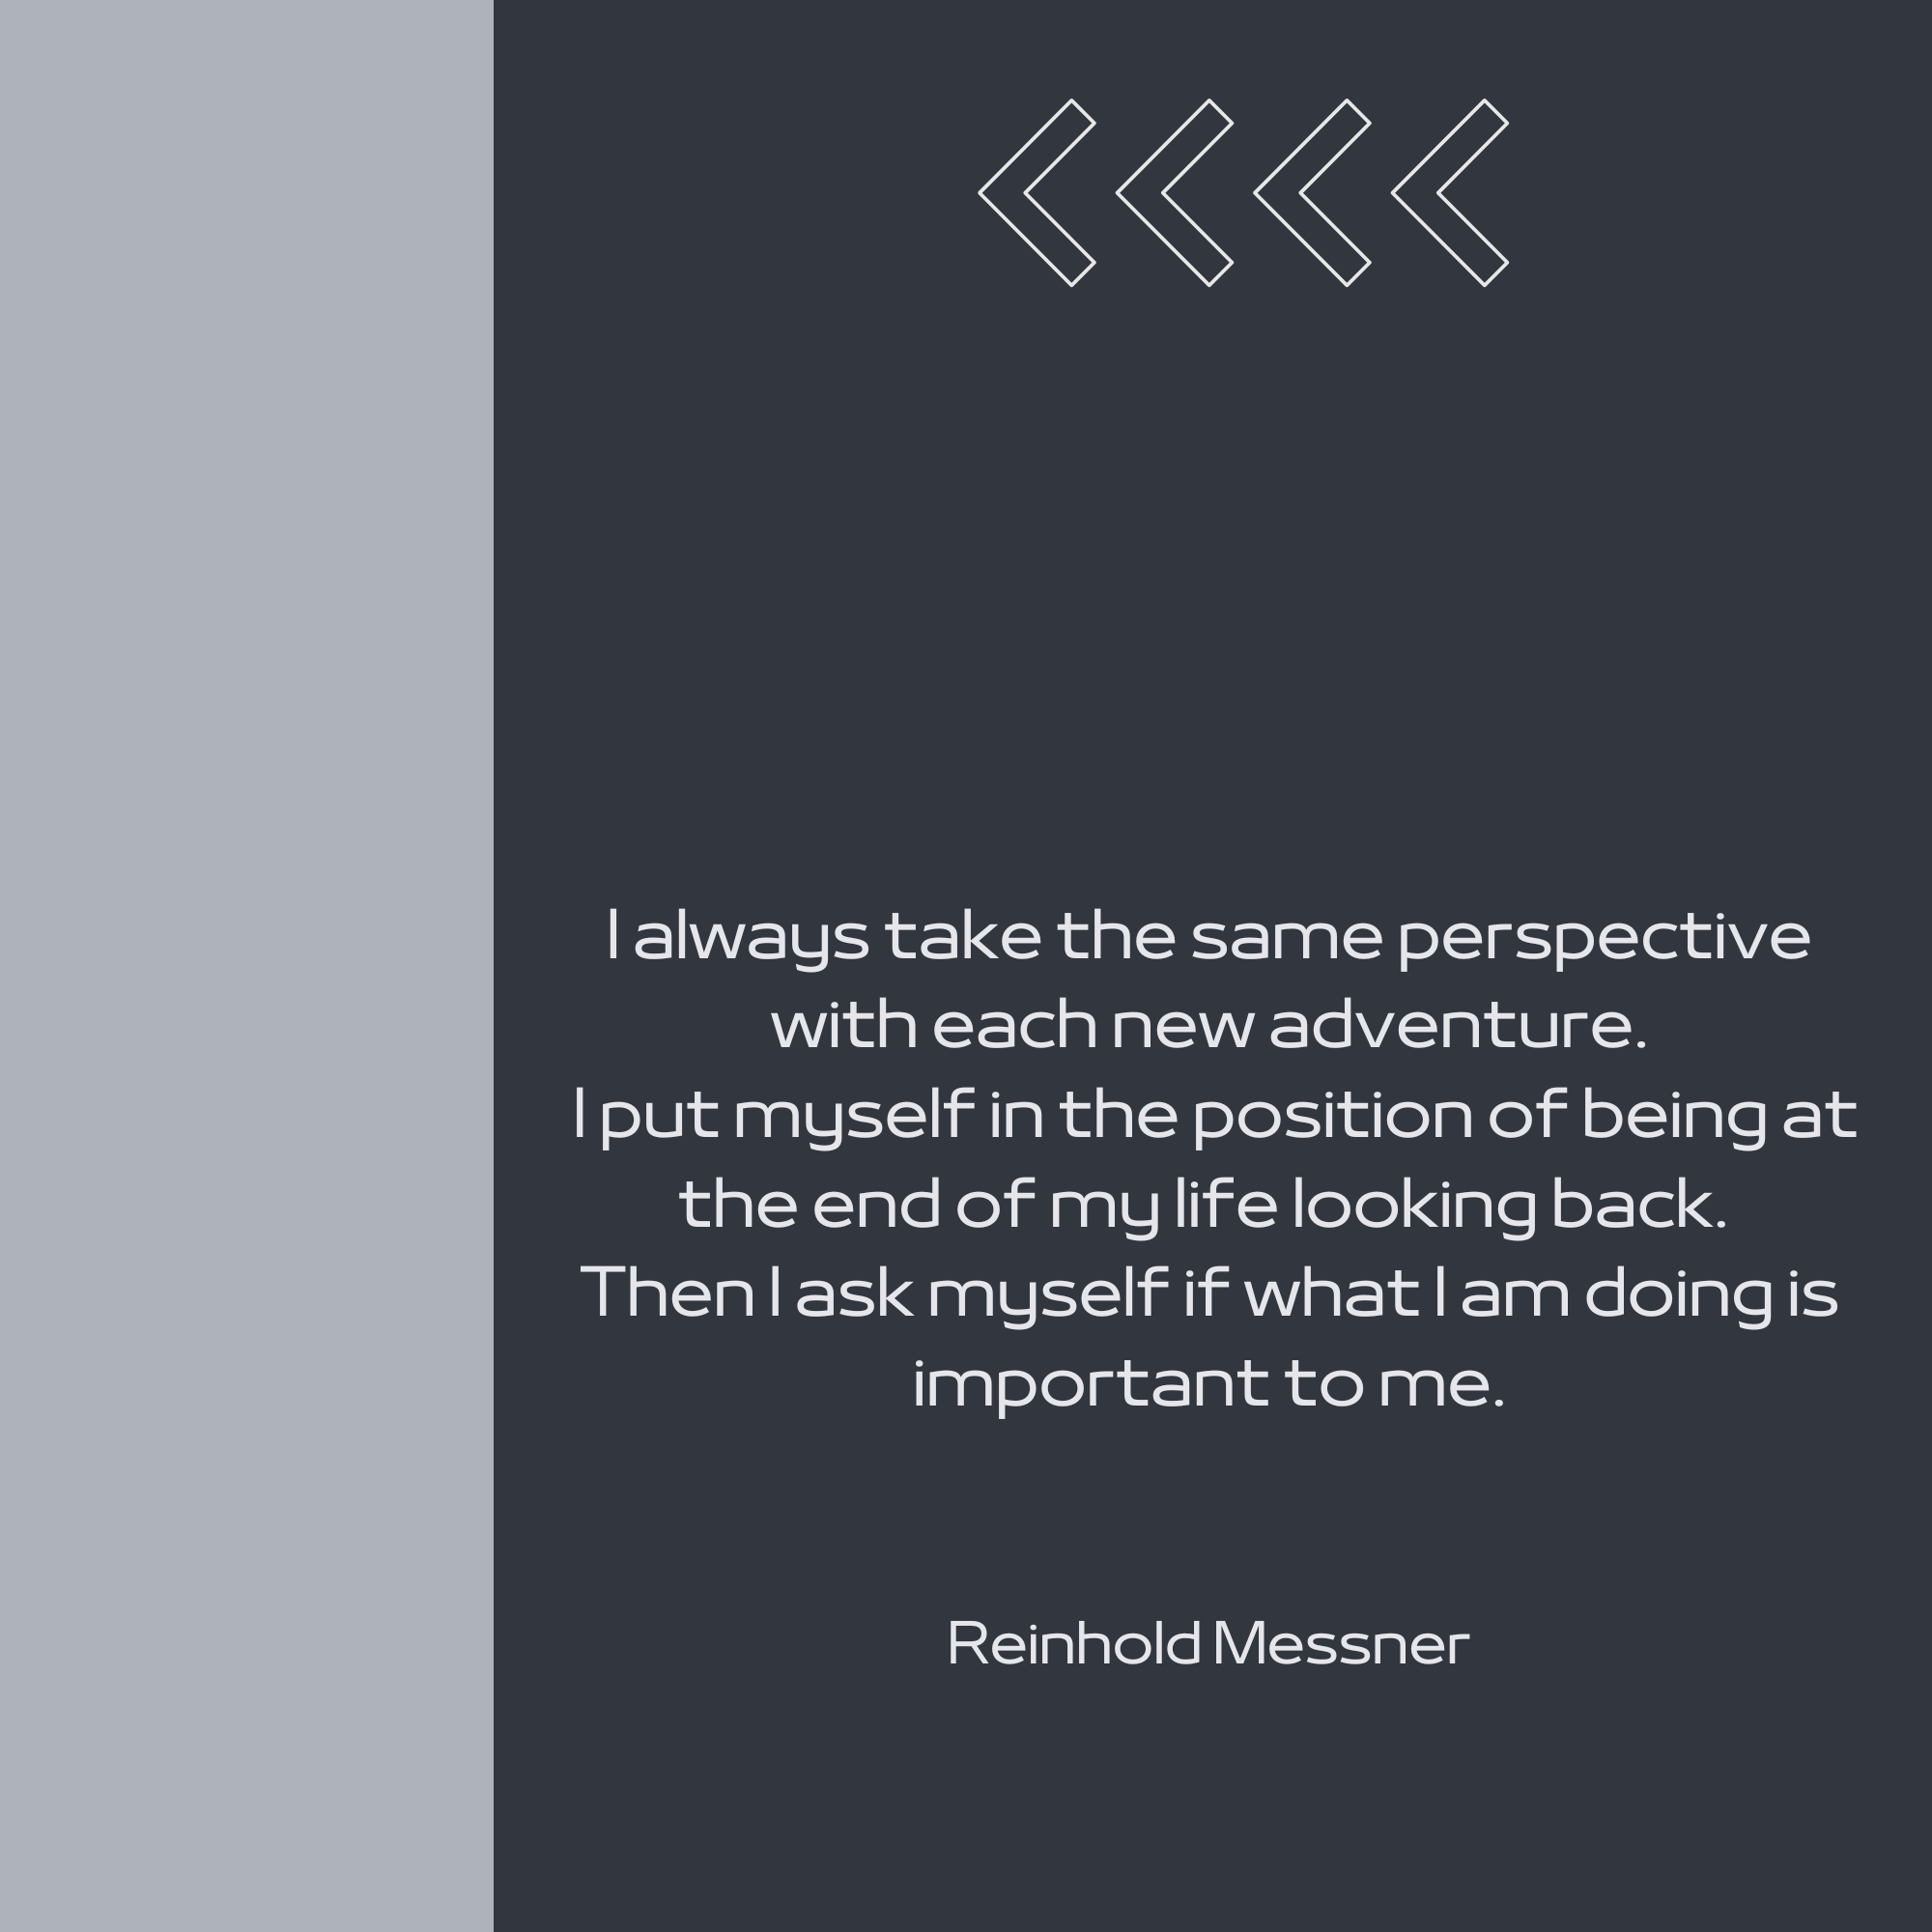 I always take the same perspective
with each new adventure.
I put myself in the position of being at
the end of my life looking back.
Then I ask myself if what I am doing is
important to me.
Reinhold Messner